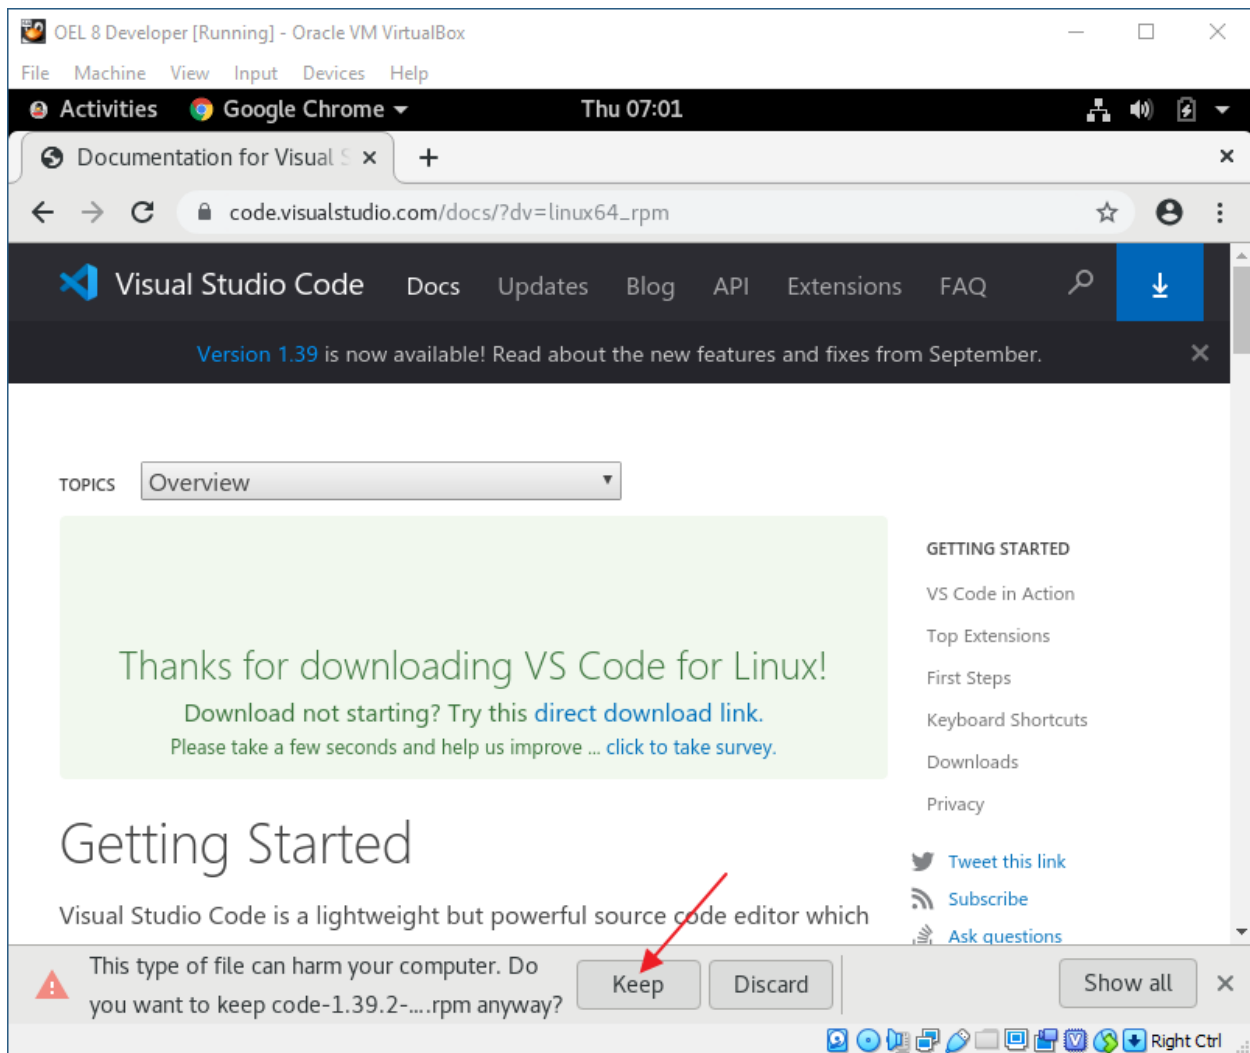 OEL 8 Developer [Running] - Oracle VM VirtualBox
File Machine View Input Devices Help
Activities Google Chrome Thu 07:01
Documentation for Visual S
code.visualstudio.com/docs/?dv=linux64_rpm
Visual Studio Code Docs Updates Blog API Extensions FAQ
Version 1.39 is now available! Read about the new features and fixes from September.
TOPICS Overview
Thanks for downloading VS Code for Linux!
Download not starting? Try this direct download link.
Please take a few seconds and help us improve ... click to take survey.
GETTING STARTED
VS Code in Action
Top Extensions
First Steps
Keyboard Shortcuts
Downloads
Privacy
Tweet this link
Subscribe
Ask questions
Getting Started
Visual Studio Code is a lightweight but powerful source code editor which
This type of file can harm your computer. Do
you want to keep code-1.39.2-....rpm anyway?
Keep Discard Show all
Right Ctrl